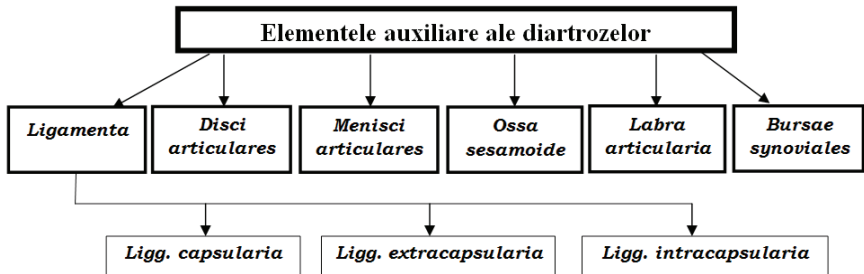 Elementele auxiliare ale diartrozelor
Ligamenta
Disci
articulares
Menisci
articulares
Ossa
sesamoide
Labra
articularia
Bursae
synoviales
Ligg. capsularia
Ligg. extracapsularia
Ligg. intracapsularia